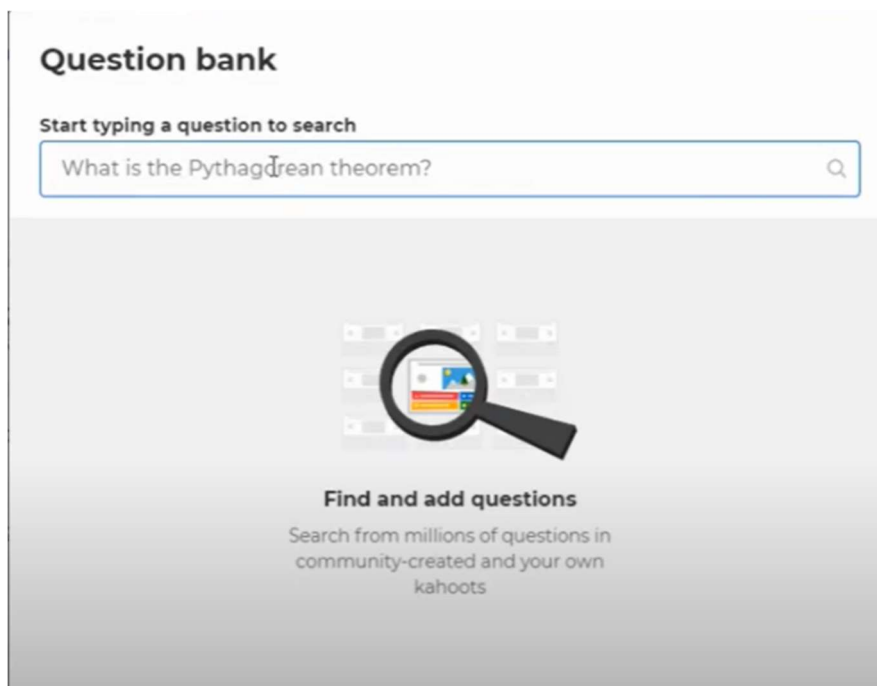 Question bank
Start typing a question to search
What is the Pythagorean theorem?
Find and add questions
Search from millions of questions in
community-created and your own
kahoots